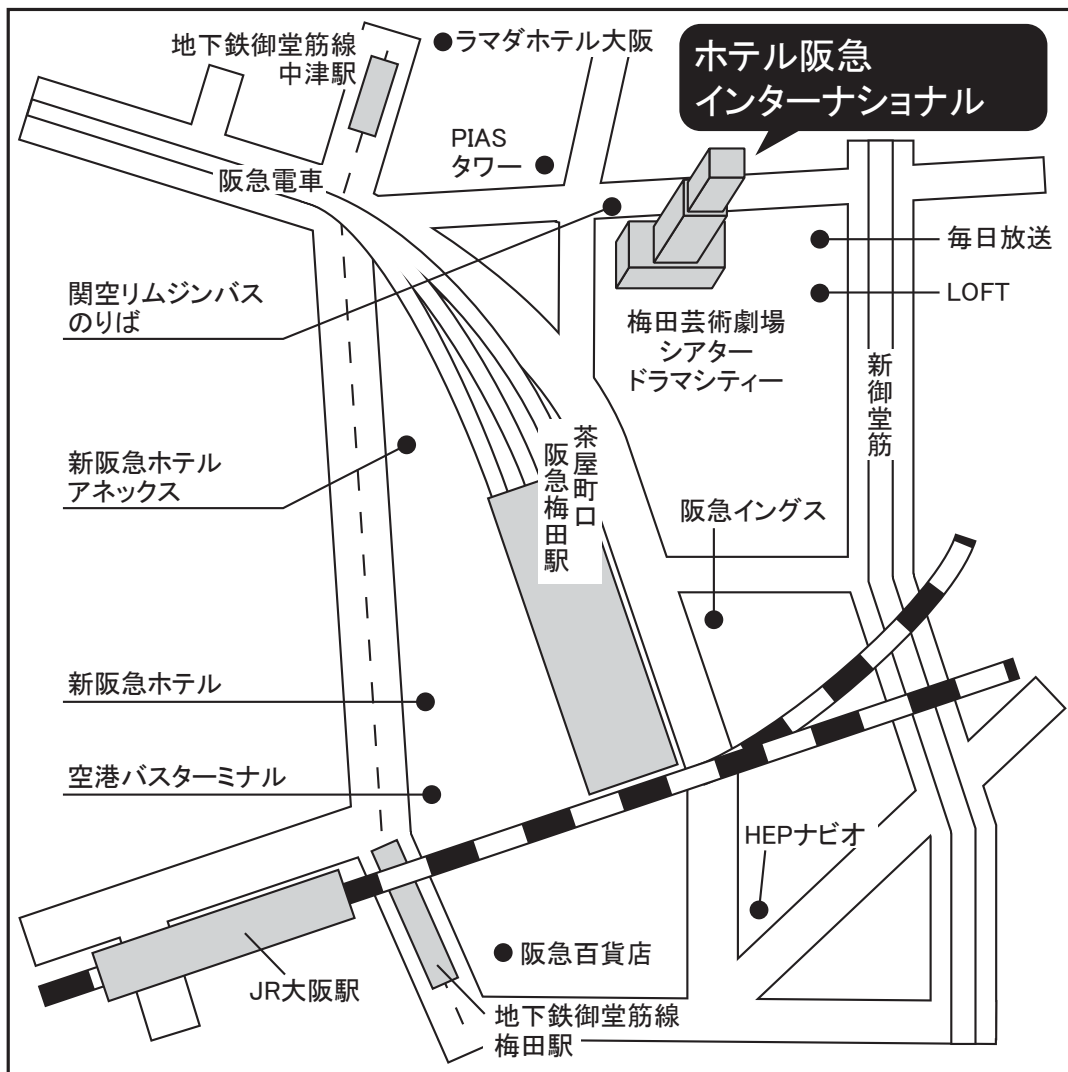 地下鉄御堂筋線
中津駅
ラマダホテル大阪
ホテル阪急
インターナショナル
PIAS
タワー
阪急電車
毎日放送
関空リムジンバス
のりば
LOFT
梅田芸術劇場
シアター
ドラマシティー
新御堂筋
茶屋町口
阪急梅田駅
新阪急ホテル
アネックス
阪急イングス
新阪急ホテル
空港バスターミナル
HEPナビオ
阪急百貨店
JR大阪駅
地下鉄御堂筋線
梅田駅